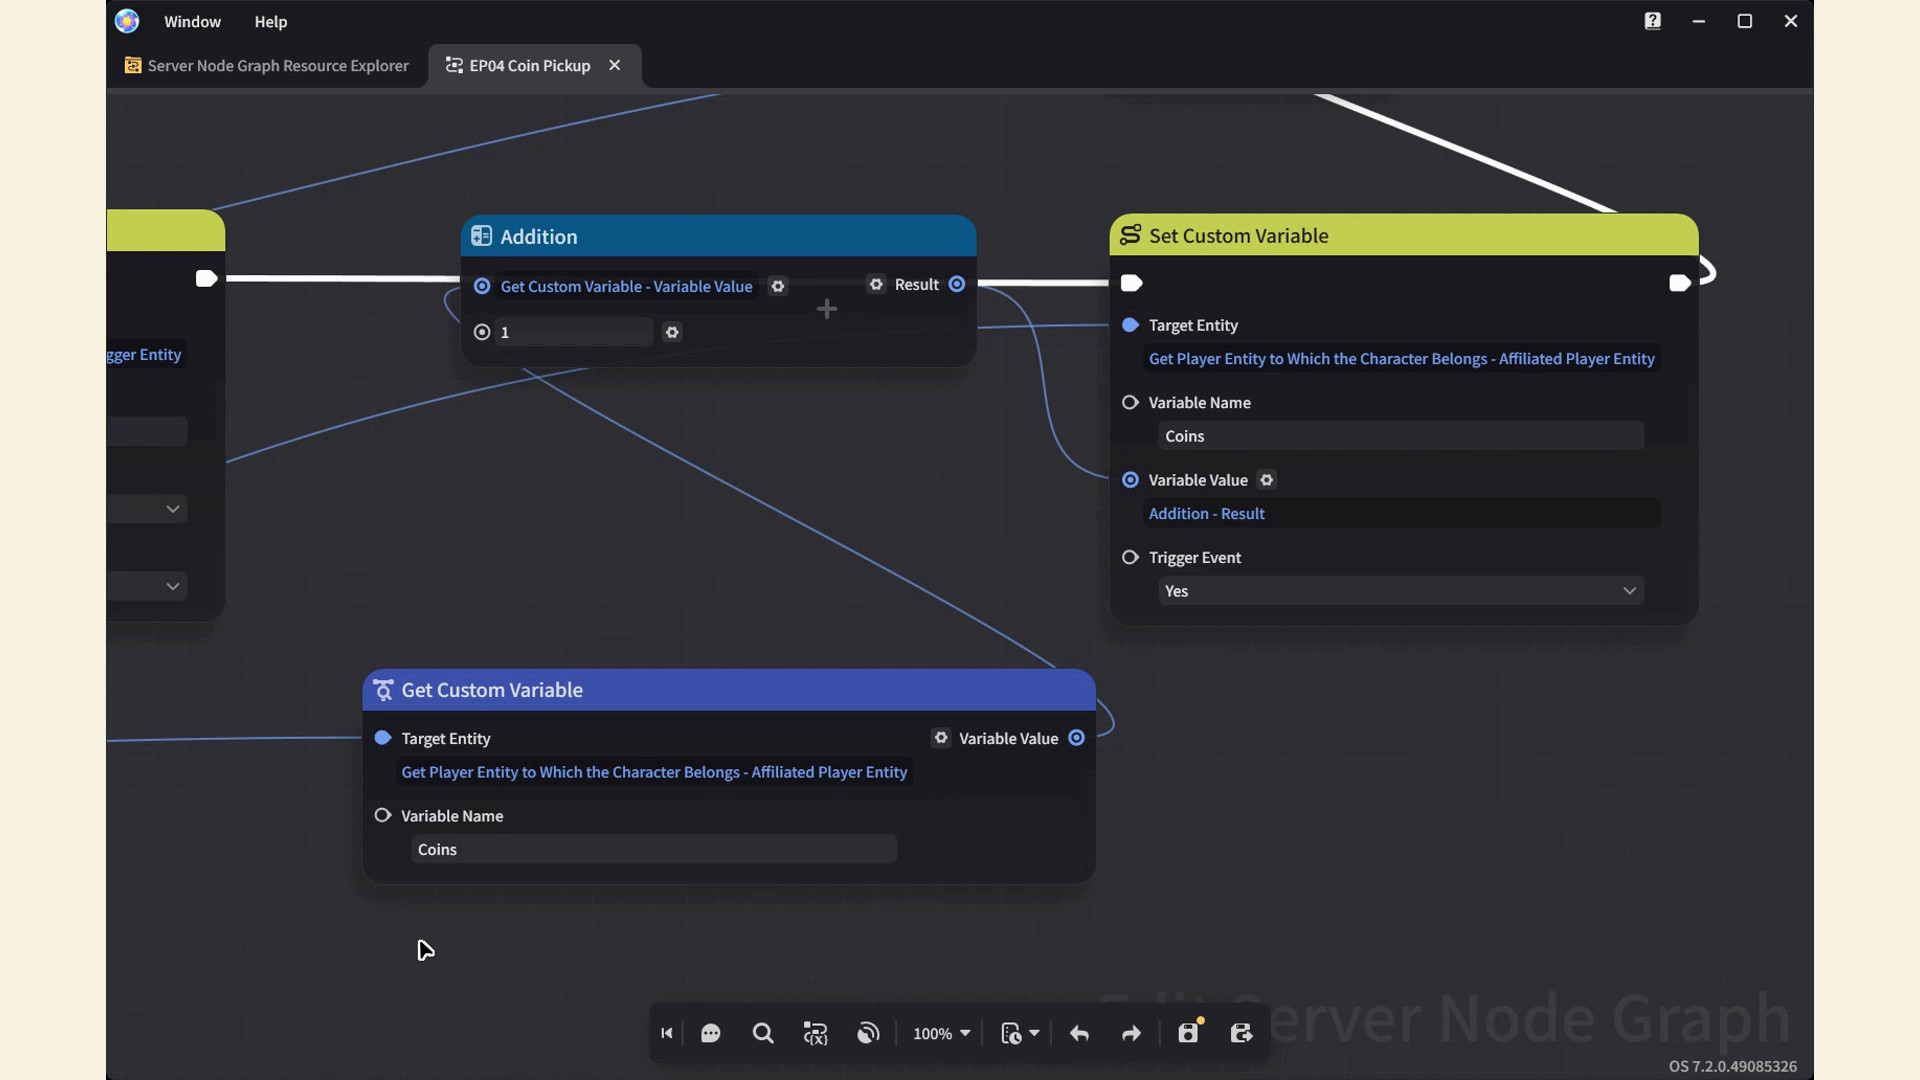 Window Help
Server Node Graph Resource Explorer EP04 Coin Pickup
Addition
Get Custom Variable - Variable Value Result
1
gger Entity
Set Custom Variable
Target Entity
Get Player Entity to Which the Character Belongs - Affiliated Player Entity
Variable Name
Coins
Variable Value
Addition - Result
Trigger Event
Yes
Get Custom Variable
Target Entity Variable Value
Get Player Entity to Which the Character Belongs - Affiliated Player Entity
Variable Name
Coins
Edit Server Node Graph
100%
OS 7.2.0.49085326